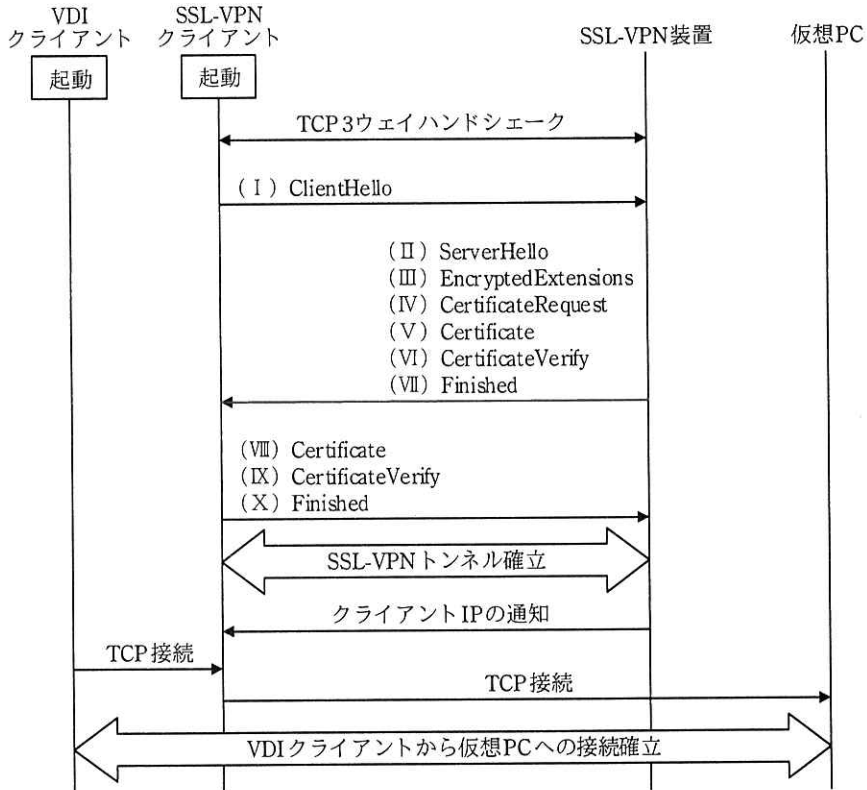 VDI
クライアント
SSL-VPN
クライアント
SSL-VPN装置
仮想PC
起動
起動
TCP3ウェイハンドシェーク
(Ⅰ) ClientHello
(Ⅱ) ServerHello
(Ⅲ) EncryptedExtensions
(Ⅳ) CertificateRequest
(Ⅴ) Certificate
(Ⅵ) CertificateVerify
(Ⅶ) Finished
(Ⅷ) Certificate
(Ⅸ) CertificateVerify
(Ⅹ) Finished
SSL-VPNトンネル確立
クライアントIPの通知
TCP接続
TCP接続
VDIクライアントから仮想PCへの接続確立